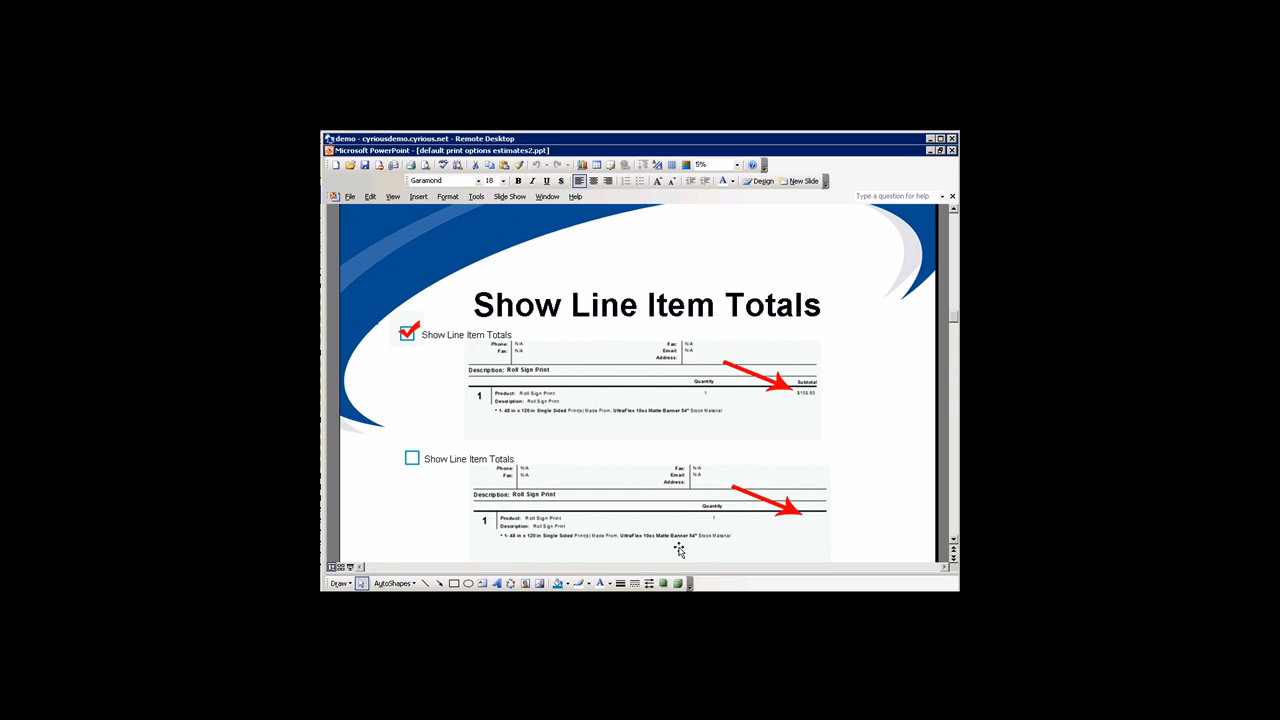 demo - cyriousdemo.cyrious.net - Remote Desktop
Microsoft PowerPoint - [default print options estimates2.ppt]
5%
Garamond 18 B I U S A A A Design New Slide
File Edit View Insert Format Tools Slide Show Window Help Type a question for help
Show Line Item Totals
Show Line Item Totals
Phone: N/A Fax: N/A
Fax: N/A Email: N/A
Address:
Description: Roll Sign Print
Quantity Subtotal
1 Product: Roll Sign Print 1
Description: Roll Sign Print
* 1- 48 in x 120 in Single Sided Print(s) Made From, UltraFlex 10oz Matte Banner 54" Stock Material
Show Line Item Totals
Phone: N/A Fax: N/A
Fax: N/A Email: N/A
Address:
Description: Roll Sign Print
Quantity
1 Product: Roll Sign Print 1
Description: Roll Sign Print
* 1- 48 in x 120 in Single Sided Print(s) Made From, UltraFlex 10oz Matte Banner 54" Stock Material
Draw AutoShapes A